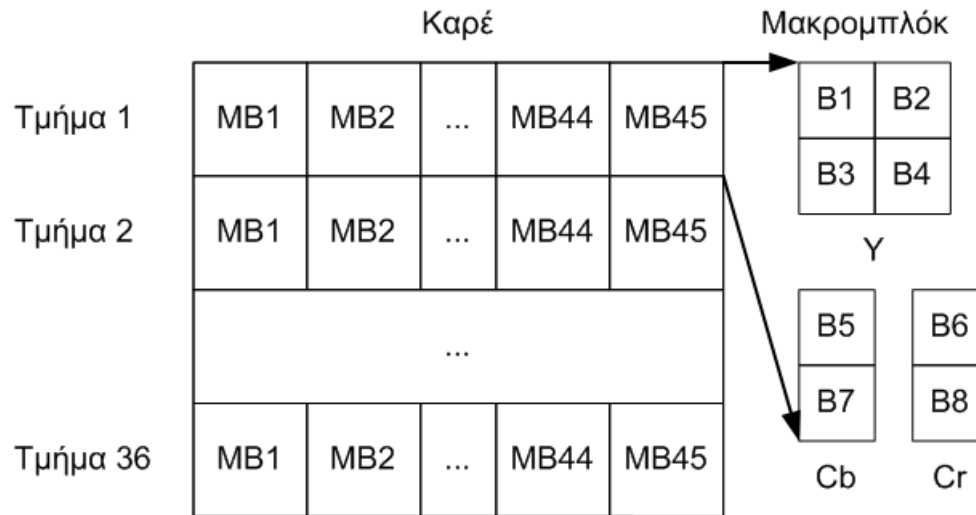 Καρέ
Μακρομπλόκ
Τμήμα 1
MB1 MB2 ... MB44 MB45
B1 B2
B3 B4
Τμήμα 2
MB1 MB2 ... MB44 MB45
Y
...
B5 B6
B7 B8
Τμήμα 36
MB1 MB2 ... MB44 MB45
Cb Cr